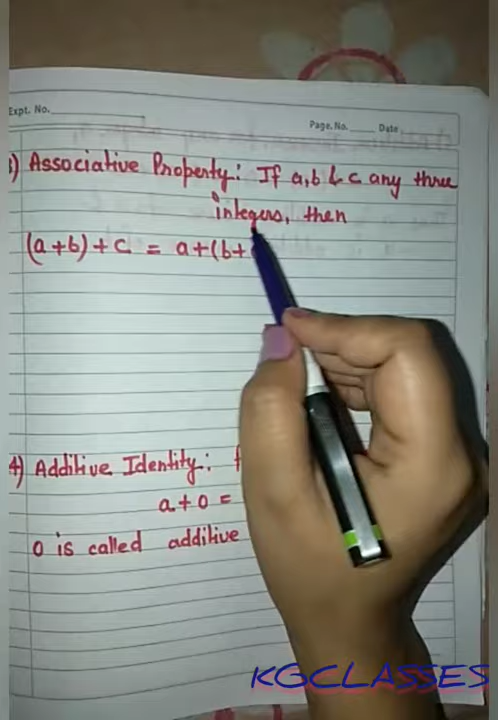 Expt. No.
Page. No. Date
3) Associative Property: If a,b & c any three
integers, then
(a+b)+c = a+(b+
4) Additive Identity:
a+0 =
0 is called additive
KGCLASSES